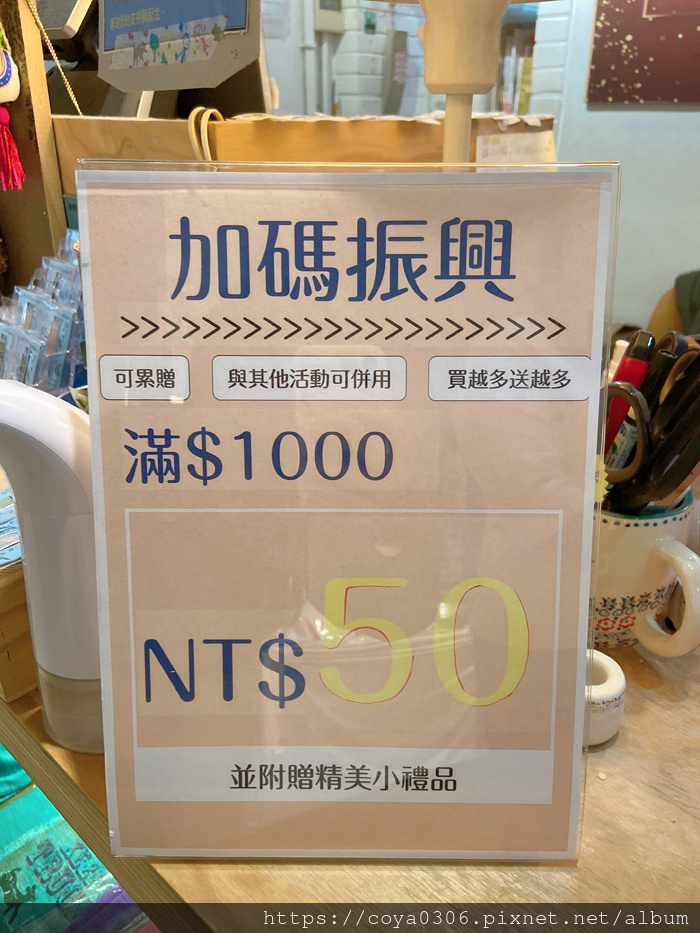 加碼振興
>>>>>>>>>>>>>>>>>>>>>>
可累贈 與其他活動可併用 買越多送越多
滿$1000
NT$50
並附贈精美小禮品
https://coya0306.pixnet.net/album